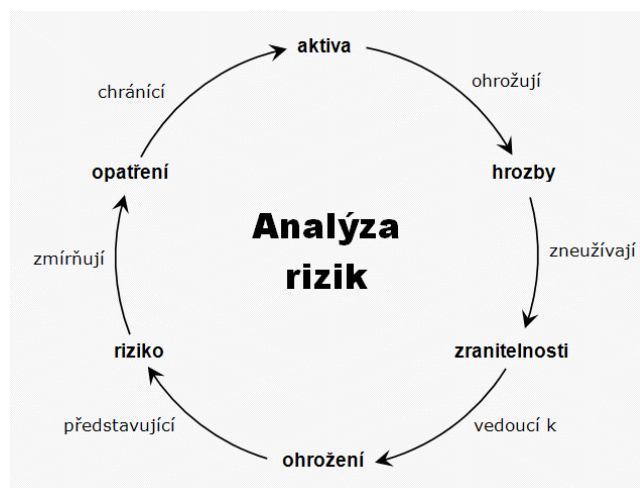 aktiva
ohrožují
hrozby
zneužívají
zranitelnosti
vedoucí k
ohrožení
představující
riziko
zmírňují
opatření
chránící
Analýza
rizik